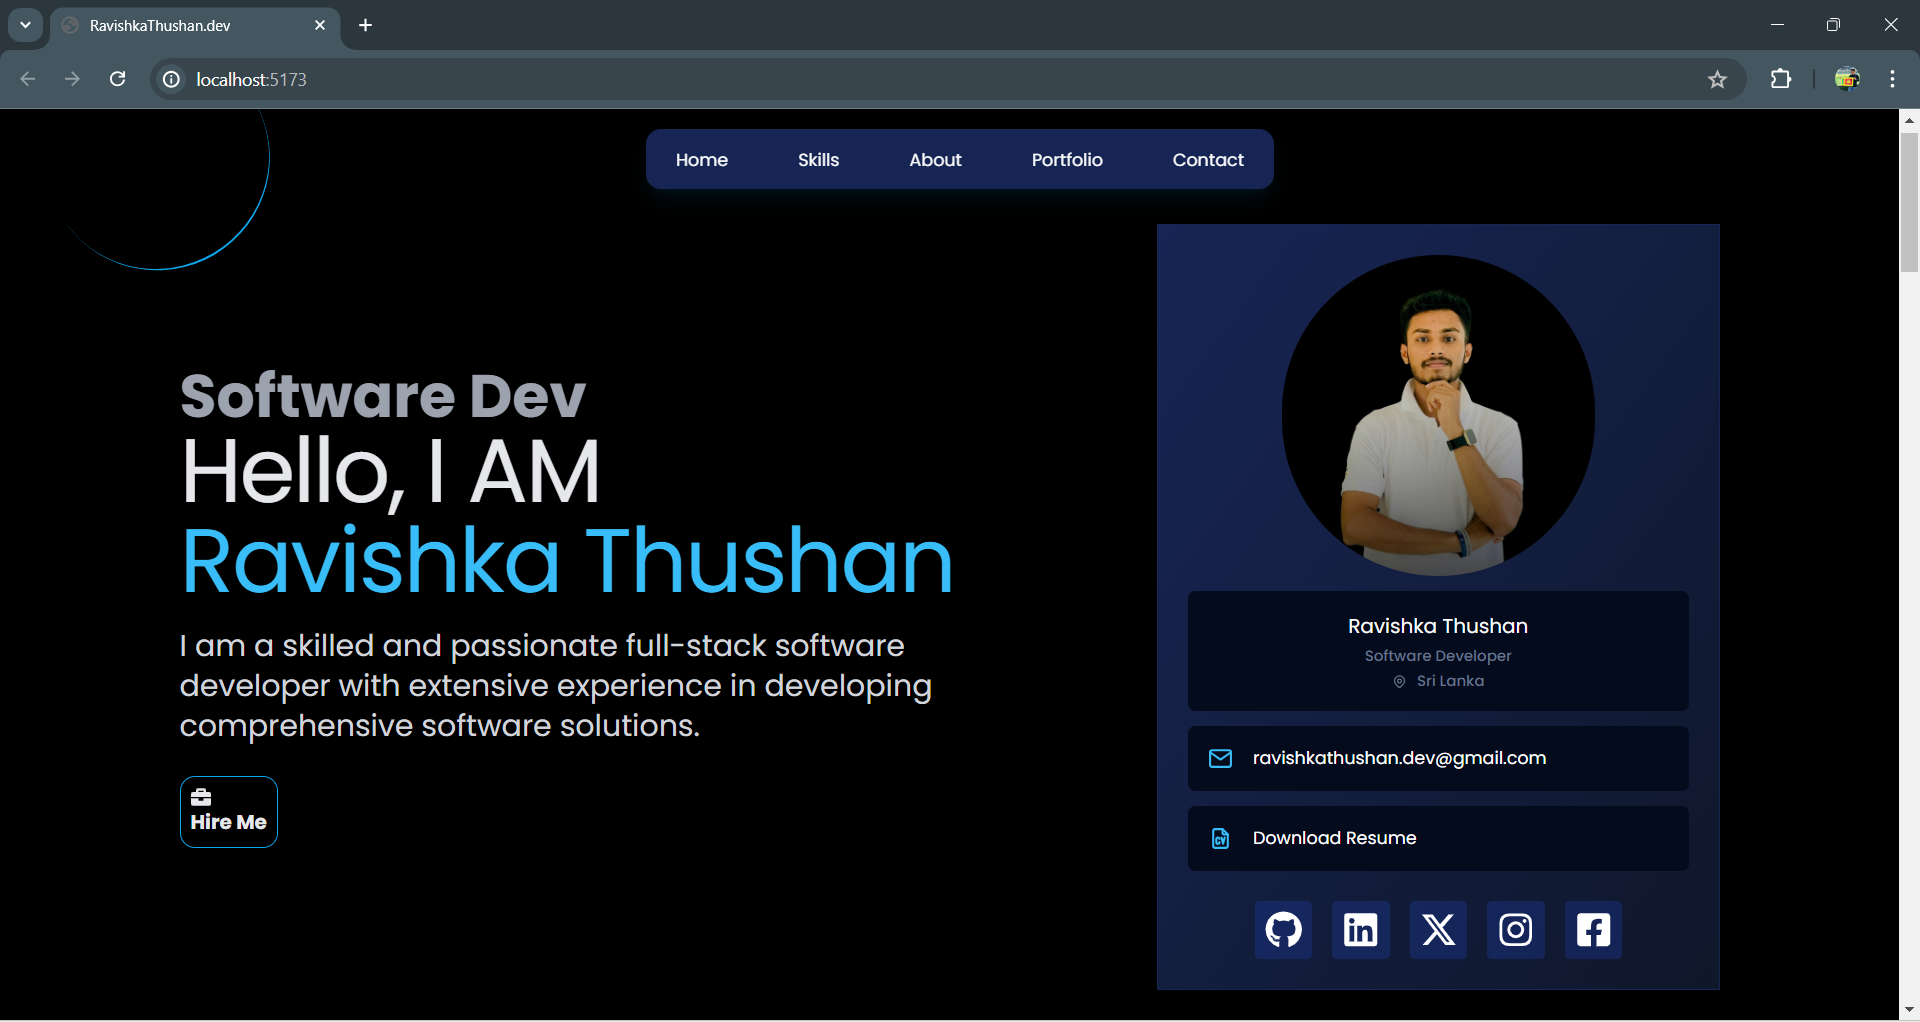 RavishkaThushan.dev
localhost:5173
Home Skills About Portfolio Contact
Software Dev
Hello, I AM
Ravishka Thushan
I am a skilled and passionate full-stack software
developer with extensive experience in developing
comprehensive software solutions.
Hire Me
Ravishka Thushan
Software Developer
Sri Lanka
ravishkathushan.dev@gmail.com
CV Download Resume
in